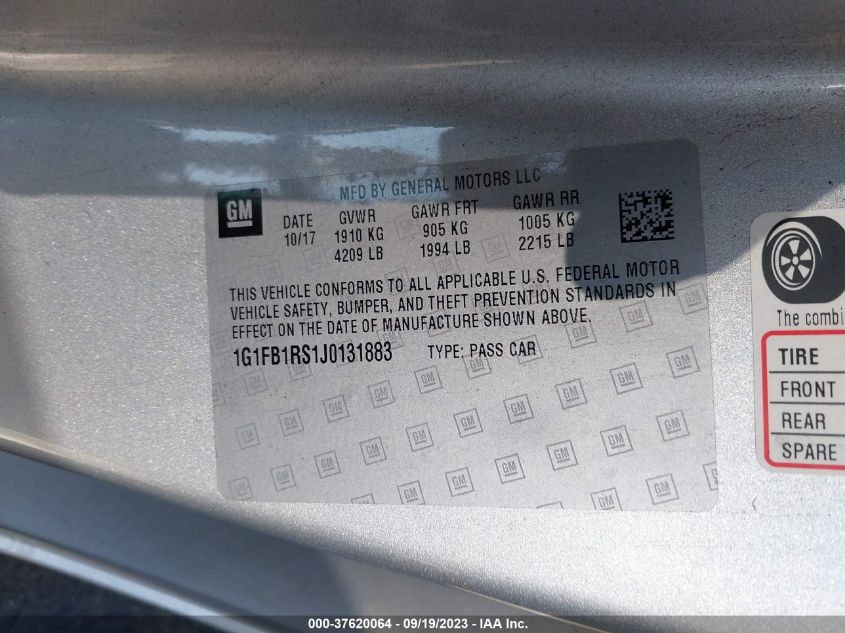 MFD BY GENERAL MOTORS LLC
GM
DATE GVWR GAWR FRT GAWR RR
10/17 1910 KG 905 KG 1005 KG
4209 LB 1994 LB 2215 LB
THIS VEHICLE CONFORMS TO ALL APPLICABLE U.S. FEDERAL MOTOR
VEHICLE SAFETY, BUMPER, AND THEFT PREVENTION STANDARDS IN
EFFECT ON THE DATE OF MANUFACTURE SHOWN ABOVE.
1G1FB1RS1J0131883 TYPE: PASS CAR
The combi
TIRE
FRONT
REAR
SPARE
000-37620064 - 09/19/2023 - IAA Inc.